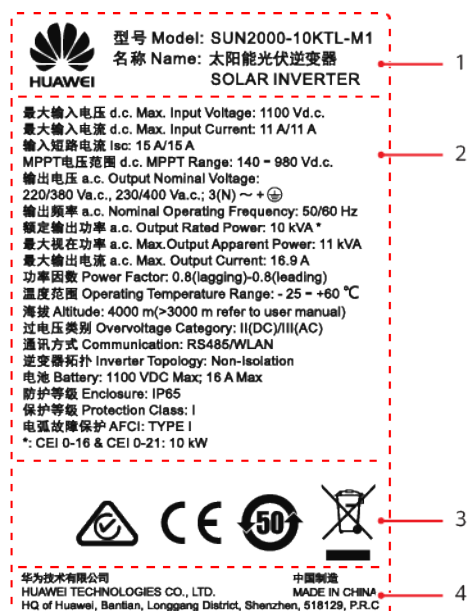 型号 Model: SUN2000-10KTL-M1
名称 Name: 太阳能光伏逆变器
SOLAR INVERTER
HUAWEI
1
最大输入电压 d.c. Max. Input Voltage: 1100 Vd.c.
最大输入电流 d.c. Max. Input Current: 11 A/11 A
输入短路电流 Isc: 15 A/15 A
2
MPPT电压范围 d.c. MPPT Range: 140 - 980 Vd.c.
输出电压 a.c. Output Nominal Voltage:
220/380 Va.c., 230/400 Va.c.; 3(N) ~ +
输出频率 a.c. Nominal Operating Frequency: 50/60 Hz
额定输出功率 a.c. Output Rated Power: 10 kVA *
最大视在功率 a.c. Max.Output Apparent Power: 11 kVA
最大输出电流 a.c. Max. Output Current: 16.9 A
功率因数 Power Factor: 0.8(lagging)-0.8(leading)
温度范围 Operating Temperature Range: - 25 - +60 ℃
海拔 Altitude: 4000 m(>3000 m refer to user manual)
过电压类别 Overvoltage Category: II(DC)/III(AC)
通讯方式 Communication: RS485/WLAN
逆变器拓扑 Inverter Topology: Non-isolation
电池 Battery: 1100 VDC Max; 16 A Max
防护等级 Enclosure: IP65
保护等级 Protection Class: I
电弧故障保护 AFCI: TYPE I
*: CEI 0-16 & CEI 0-21: 10 kW
CE
50
3
华为技术有限公司 中国制造
HUAWEI TECHNOLOGIES CO., LTD. MADE IN CHINA
4
HQ of Huawei, Bantian, Longgang District, Shenzhen, 518129, P.R.C